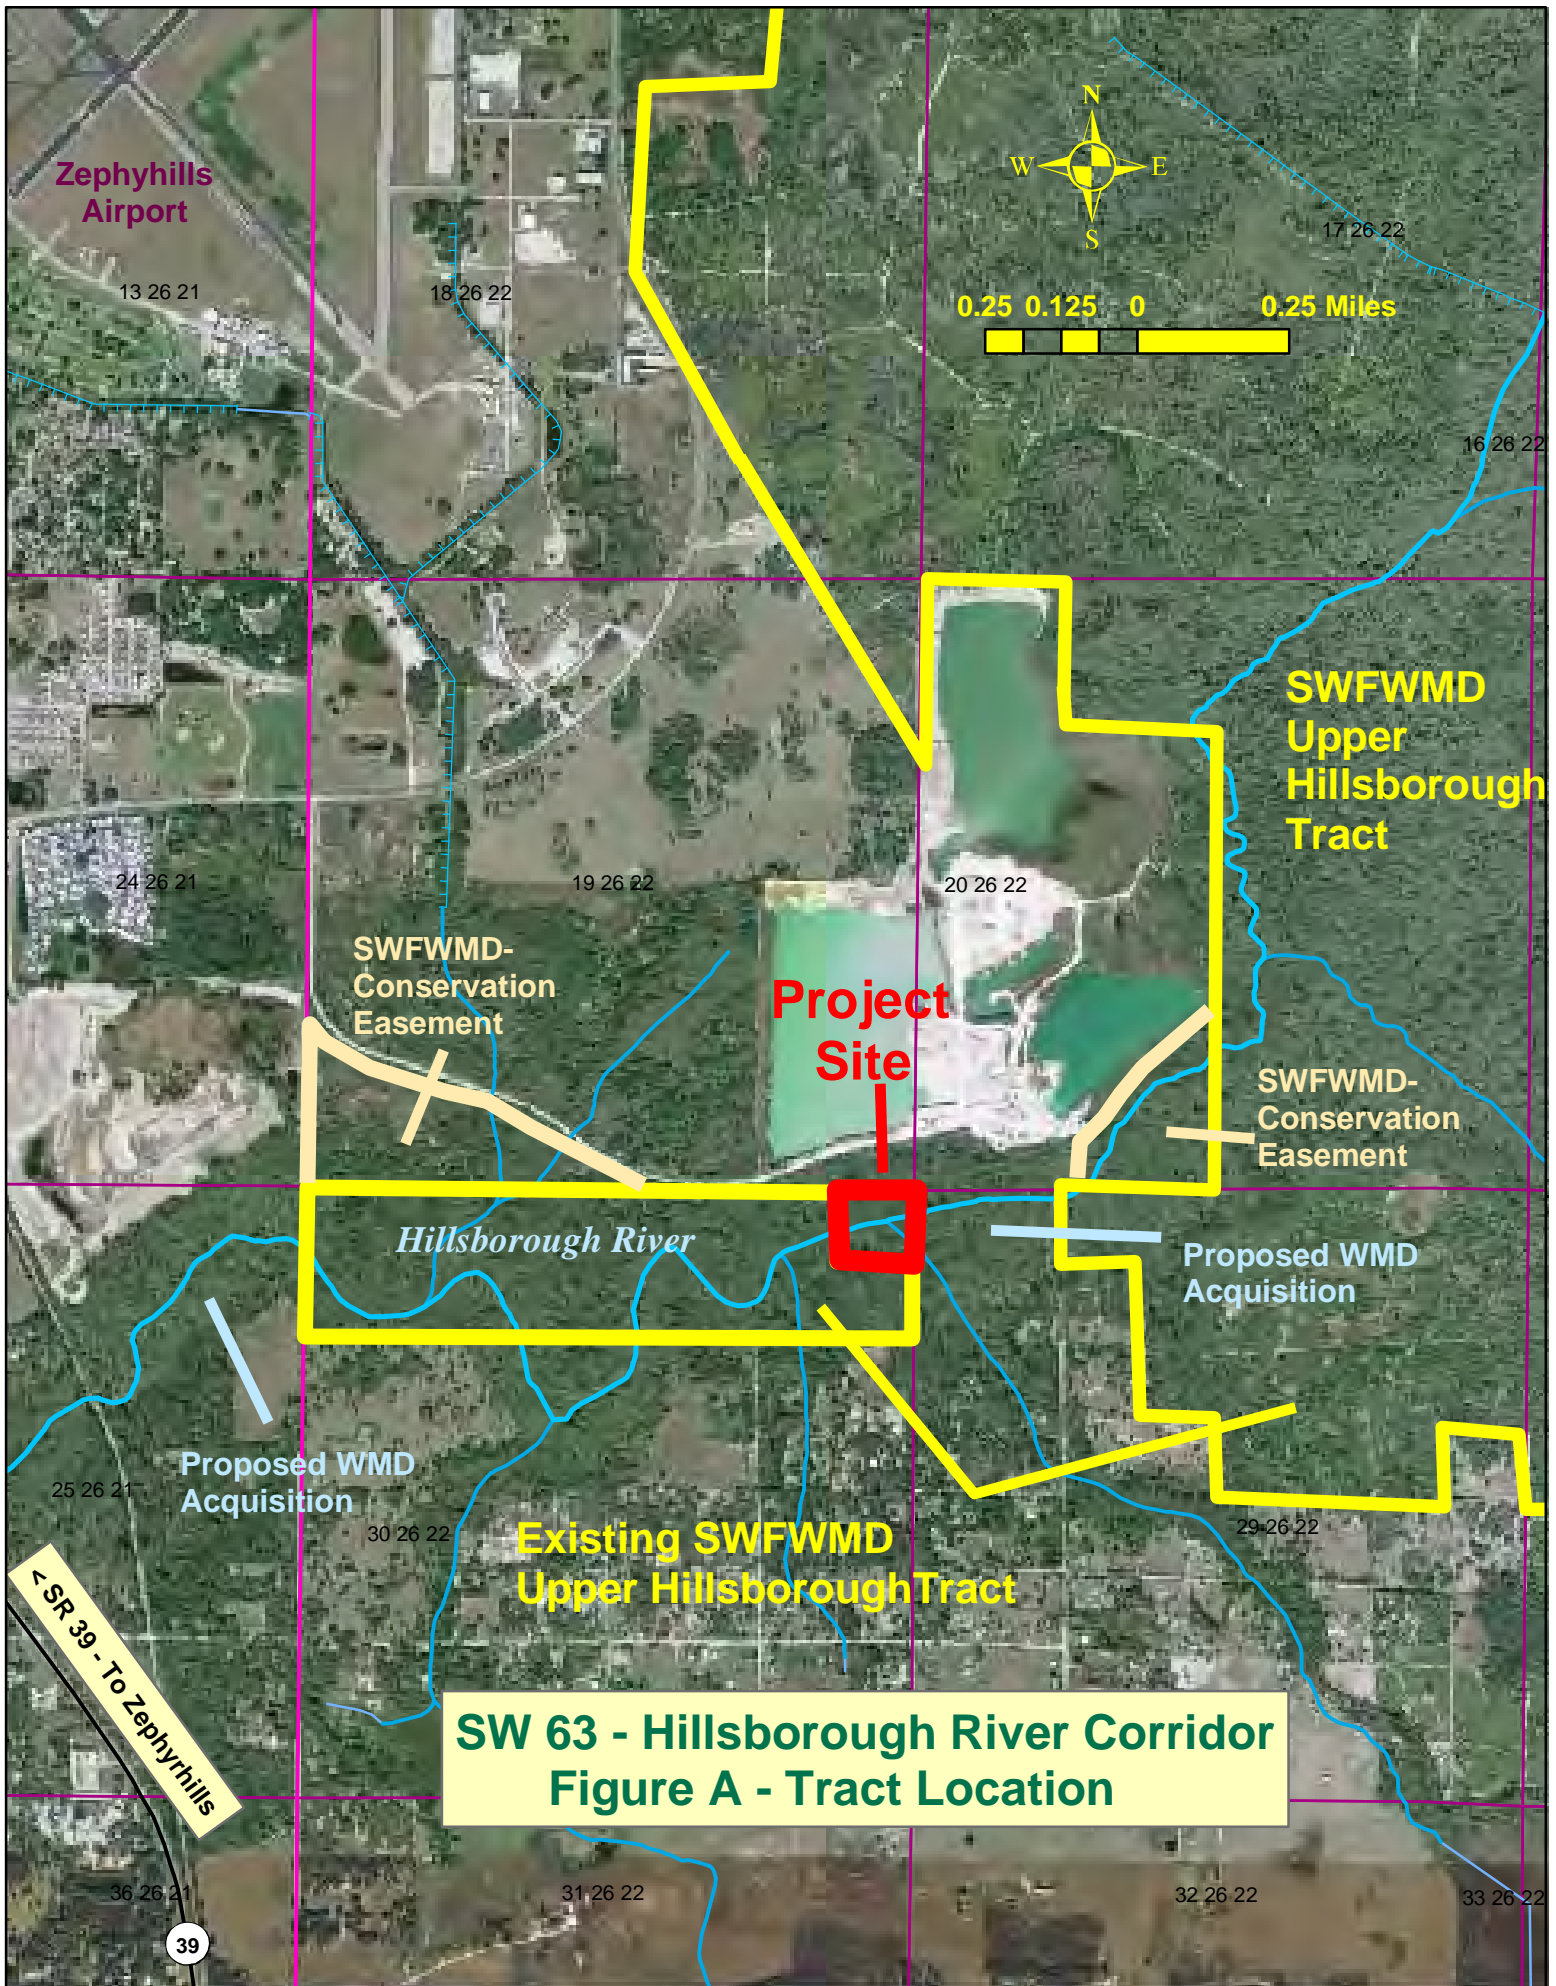 N
W E
S
Zephyhills
Airport
17 26 22
13 26 21
18 26 22
0.25 0.125 0 0.25 Miles
16 26 22
SWFWMD
Upper
Hillsborough
Tract
24 26 21
19 26 22
20 26 22
SWFWMD-
Conservation
Easement
Project
Site
SWFWMD-
Conservation
Easement
Hillsborough River
Proposed WMD
Acquisition
Proposed WMD
Acquisition
25 26 21
30 26 22
29 26 22
Existing SWFWMD
Upper HillsboroughTract
< SR 39 - To Zephyrhills
SW 63 - Hillsborough River Corridor
Figure A - Tract Location
36 26 21
31 26 22
32 26 22
33 26 22
39